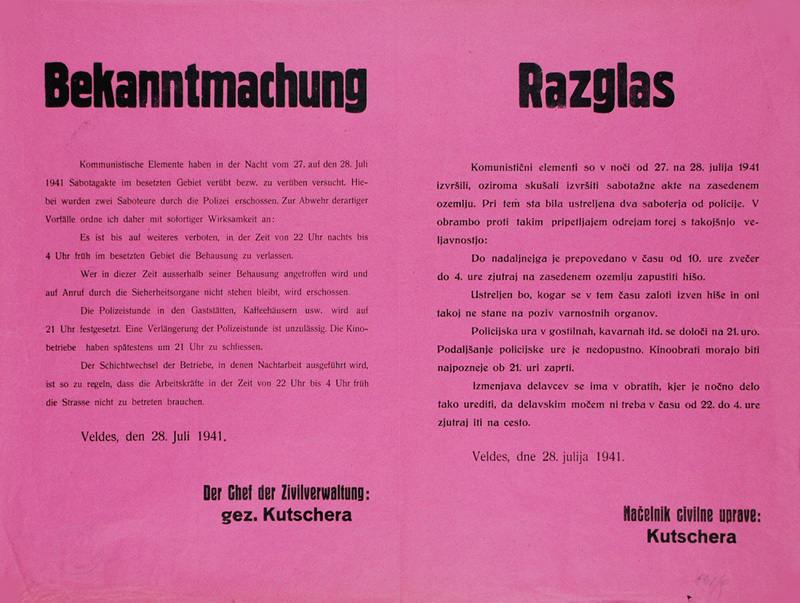 Bekanntmachung
Kommunistische Elemente haben in der Nacht vom 27. auf den 28. Juli
1941 Sabotagakte im besetzten Gebiet verübt bezw. zu verüben versucht. Hie-
bei wurden zwei Saboteure durch die Polizei erschossen. Zur Abwehr derartiger
Vorfälle ordne ich daher mit sofortiger Wirksamkeit an:
Es ist bis auf weiteres verboten, in der Zeit von 22 Uhr nachts bis
4 Uhr früh im besetzten Gebiet die Behausung zu verlassen.
Wer in diezer Zeit ausserhalb seiner Behausung angetroffen wird und
auf Anruf durch die Sieherheitsorgane nicht stehen bleibt, wird erschossen.
Die Polizeistunde in den Gaststätten, Kaffeehäusern usw. wird auf
21 Uhr festgesetzt. Eine Verlängerung der Polizeistunde ist unzulässig. Die Kino-
betriebe haben spätestens um 21 Uhr zu schliessen.
Der Schichtwechsel der Betriebe, in denen Nachtarbeit ausgeführt wird,
ist so zu regeln, dass die Arbeitskräfte in der Zeit von 22 Uhr bis 4 Uhr früh
die Strasse nicht zu betreten brauchen.
Veldes, den 28. Juli 1941.
Der Chef der Zivilverwaltung:
gez. Kutschera
Razglas
Komunistični elementi so v noči od 27. na 28. julija 1941
izvršili, oziroma skušali izvršiti sabotažne akte na zasedenem
ozemlju. Pri tem sta bila ustreljena dva saboterja od policije. V
obrambo proti takim pripetljajem odrejam torej s takojšnjo ve-
ljavnostjo:
Do nadaljnejga je prepovedano v času od 10. ure zvečer
do 4. ure zjutraj na zasedenem ozemlju zapustiti hišo.
Ustreljen bo, kogar se v tem času zaloti izven hiše in oni
takoj ne stane na poziv varnostnih organov.
Policijska ura v gostilnah, kavarnah itd. se določi na 21. uro.
Podaljšanje policijske ure je nedopustno. Kinoobrati morajo biti
najpozneje ob 21. uri zaprti.
Izmenjava delavcev se ima v obratih, kjer je nočno delo
tako urediti, da delavskim močem ni treba v času od 22. do 4. ure
zjutraj iti na cesto.
Veldes, dne 28. julija 1941.
Načelnik civilne uprave:
Kutschera